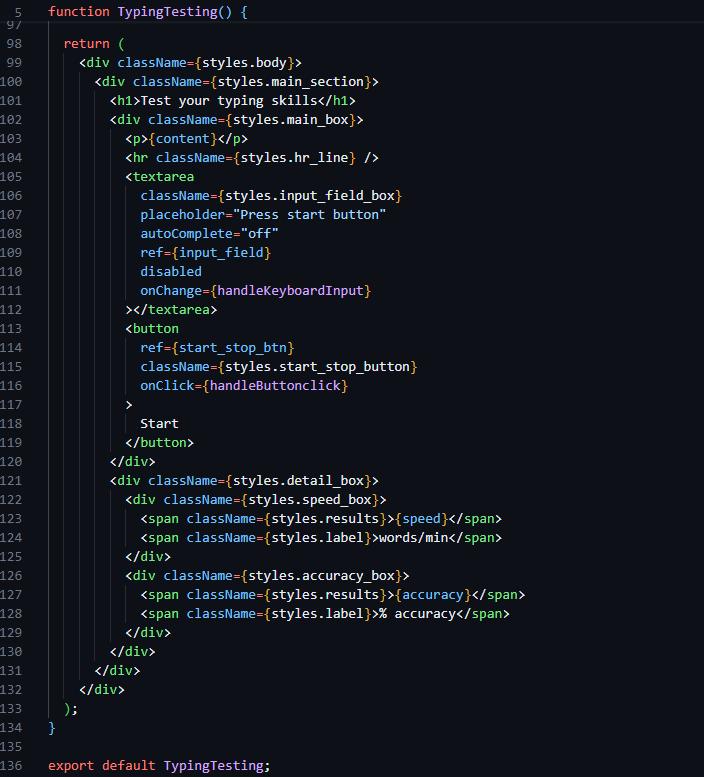 5 function TypingTesting() {
97
98 return (
99 <div className={styles.body}>
100 <div className={styles.main_section}>
101 <h1>Test your typing skills</h1>
102 <div className={styles.main_box}>
103 <p>{content}</p>
104 <hr className={styles.hr_line} />
105 <textarea
106 className={styles.input_field_box}
107 placeholder="Press start button"
108 autoComplete="off"
109 ref={input_field}
110 disabled
111 onChange={handleKeyboardInput}
112 ></textarea>
113 <button
114 ref={start_stop_btn}
115 className={styles.start_stop_button}
116 onClick={handleButtonclick}
117 >
118 Start
119 </button>
120 </div>
121 <div className={styles.detail_box}>
122 <div className={styles.speed_box}>
123 <span className={styles.results}>{speed}</span>
124 <span className={styles.label}>words/min</span>
125 </div>
126 <div className={styles.accuracy_box}>
127 <span className={styles.results}>{accuracy}</span>
128 <span className={styles.label}>% accuracy</span>
129 </div>
130 </div>
131 </div>
132 </div>
133 );
134 }
135
136 export default TypingTesting;